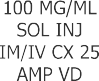 100 MG/ML
SOL INJ
IM/IV CX 25
AMP VD